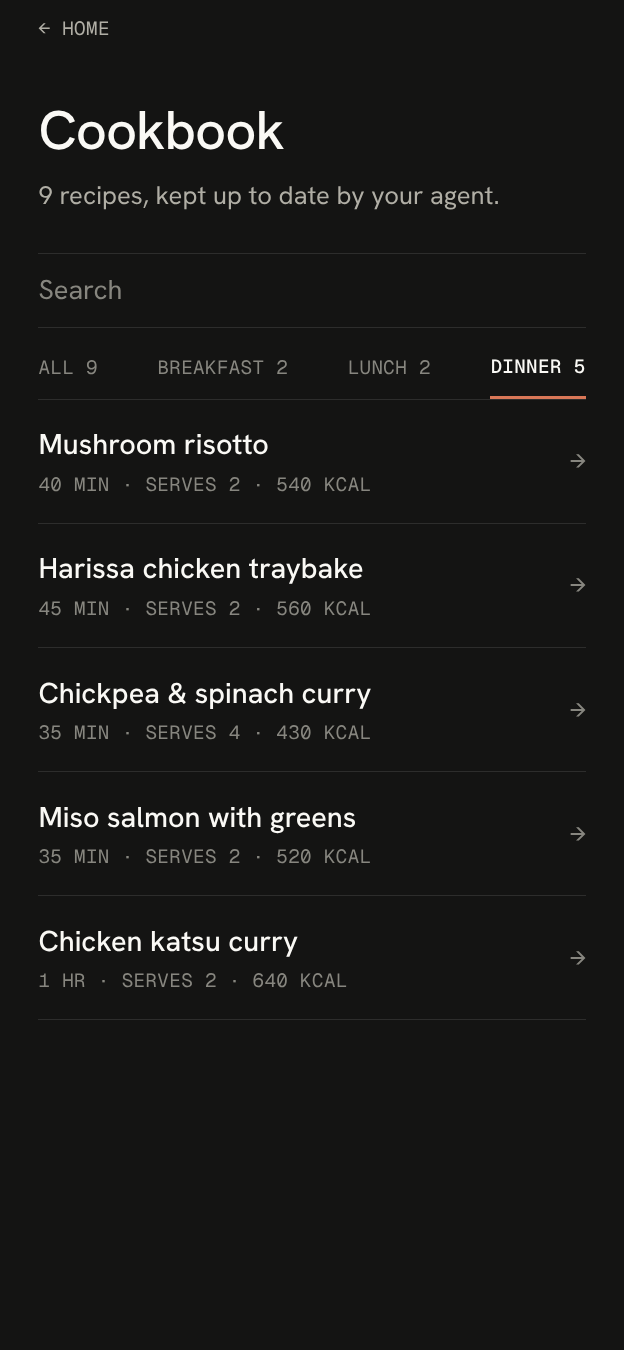 ← HOME
Cookbook
9 recipes, kept up to date by your agent.
Search
ALL 9 BREAKFAST 2 LUNCH 2 DINNER 5
Mushroom risotto
40 MIN · SERVES 2 · 540 KCAL
→
Harissa chicken traybake
45 MIN · SERVES 2 · 560 KCAL
→
Chickpea & spinach curry
35 MIN · SERVES 4 · 430 KCAL
→
Miso salmon with greens
35 MIN · SERVES 2 · 520 KCAL
→
Chicken katsu curry
1 HR · SERVES 2 · 640 KCAL
→